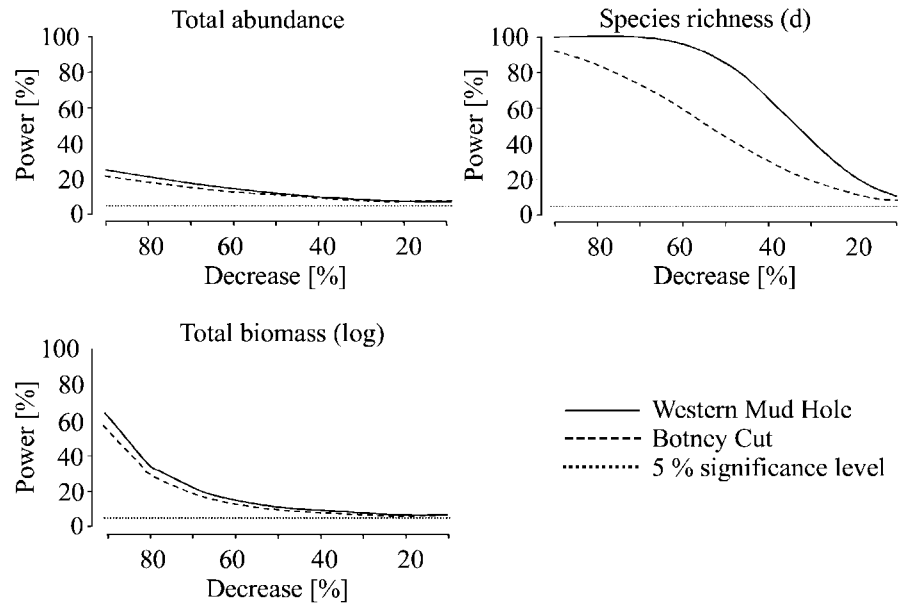 Total abundance
100
80
60
40
20
0
Power [%]
80 60 40 20
Decrease [%]
Species richness (d)
100
80
60
40
20
0
Power [%]
80 60 40 20
Decrease [%]
Total biomass (log)
100
80
60
40
20
0
Power [%]
80 60 40 20
Decrease [%]
Western Mud Hole
Botney Cut
5 % significance level